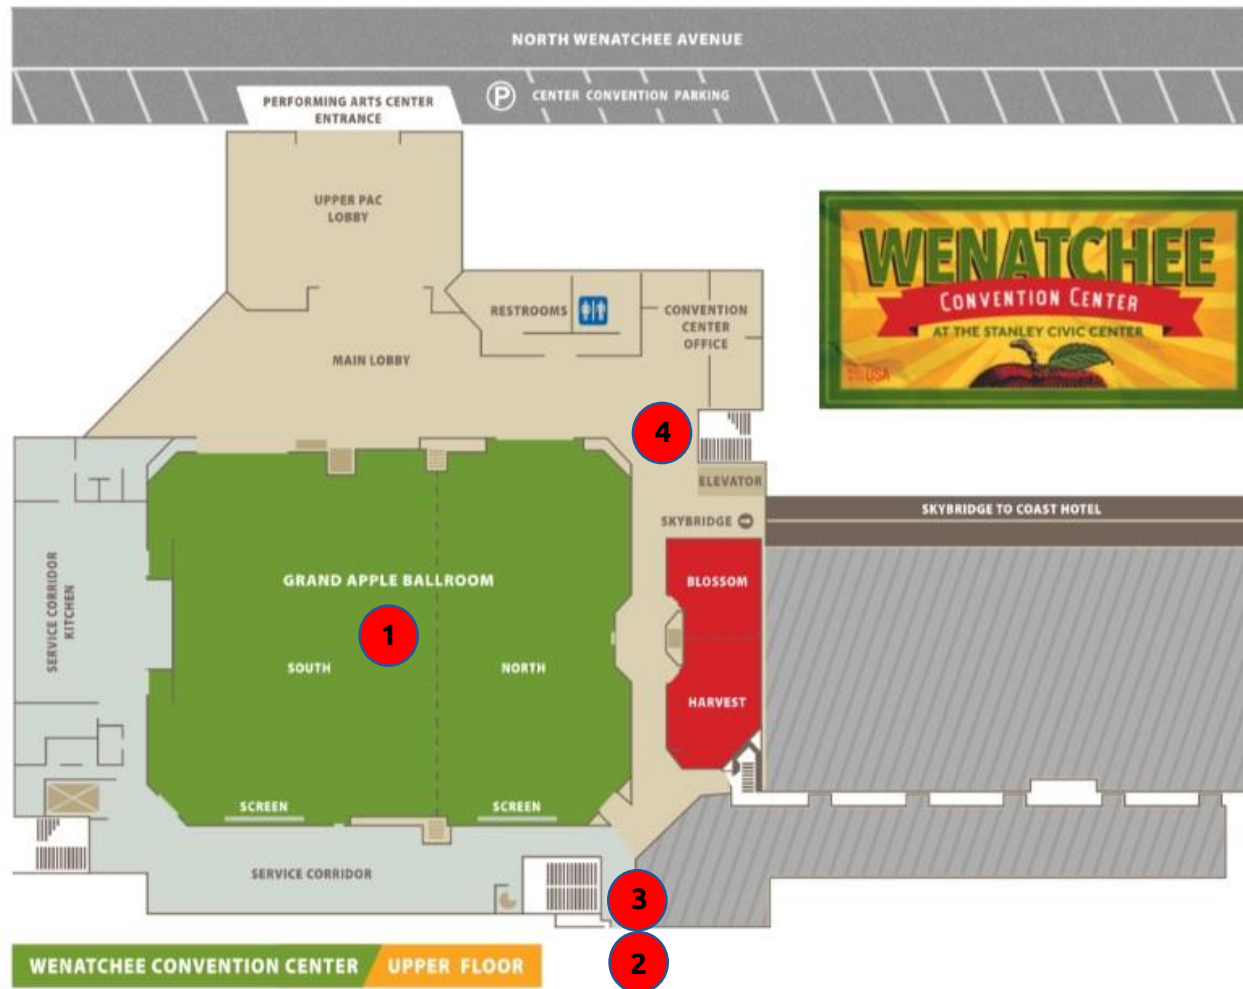 NORTH WENATCHEE AVENUE
P CENTER CONVENTION PARKING
PERFORMING ARTS CENTER
ENTRANCE
UPPER PAC
LOBBY
WENATCHEE
CONVENTION CENTER
AT THE STANLEY CIVIC CENTER
USA
RESTROOMS
CONVENTION
CENTER
OFFICE
MAIN LOBBY
4
ELEVATOR
SKYBRIDGE
SKYBRIDGE TO COAST HOTEL
SERVICE CORRIDOR
KITCHEN
GRAND APPLE BALLROOM
BLOSSOM
1
SOUTH
NORTH
HARVEST
SCREEN
SCREEN
SERVICE CORRIDOR
3
2
WENATCHEE CONVENTION CENTER UPPER FLOOR